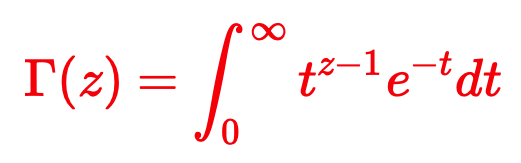 Γ(z) = ∫₀^∞ t^{z−1} e^{−t} dt